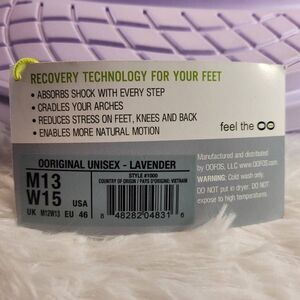 RECOVERY TECHNOLOGY FOR YOUR FEET
• ABSORBS SHOCK WITH EVERY STEP
• CRADLES YOUR ARCHES
• REDUCES STRESS ON FEET, KNEES AND BACK
• ENABLES MORE NATURAL MOTION
feel the
OORIGINAL UNISEX - LAVENDER
M13
W15 USA
UK M12W13 EU 46
STYLE #1000
COUNTRY OF ORIGIN / PAYS D'ORIGINE: VIETNAM
8 48282 04831 6
Manufactured and distributed
by OOFOS, LLC www.oofos.com
WARNING: Cold wash only.
DO NOT put in dryer. DO NOT
expose to high temperatures.